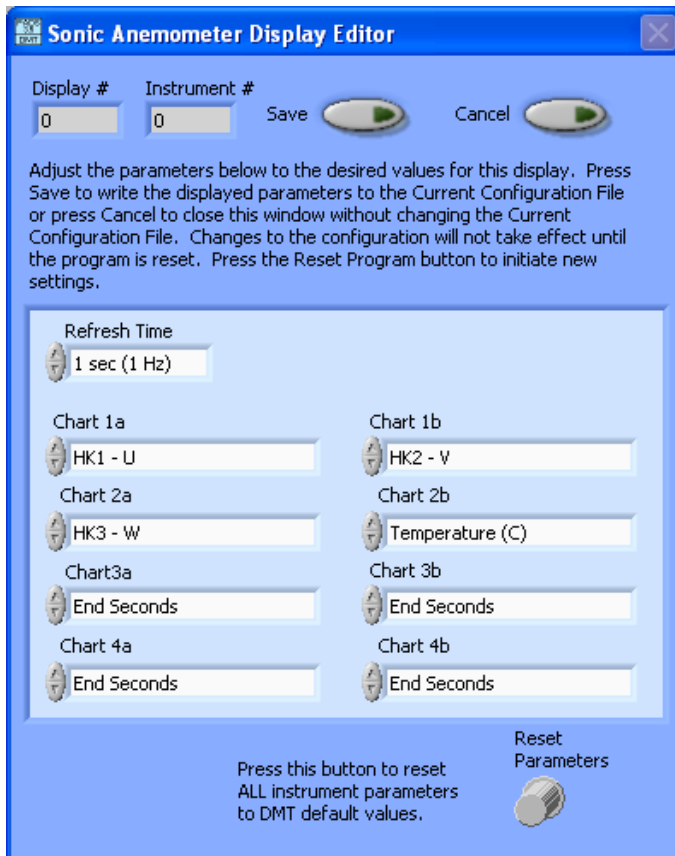 Sonic Anemometer Display Editor
Display #
Instrument #
0
0
Save
Cancel
Adjust the parameters below to the desired values for this display. Press
Save to write the displayed parameters to the Current Configuration File
or press Cancel to close this window without changing the Current
Configuration File. Changes to the configuration will not take effect until
the program is reset. Press the Reset Program button to initiate new
settings.
Refresh Time
1 sec (1 Hz)
Chart 1a
Chart 1b
HK1 - U
HK2 - V
Chart 2a
Chart 2b
HK3 - W
Temperature (C)
Chart3a
Chart 3b
End Seconds
End Seconds
Chart 4a
Chart 4b
End Seconds
End Seconds
Press this button to reset
ALL instrument parameters
to DMT default values.
Reset
Parameters